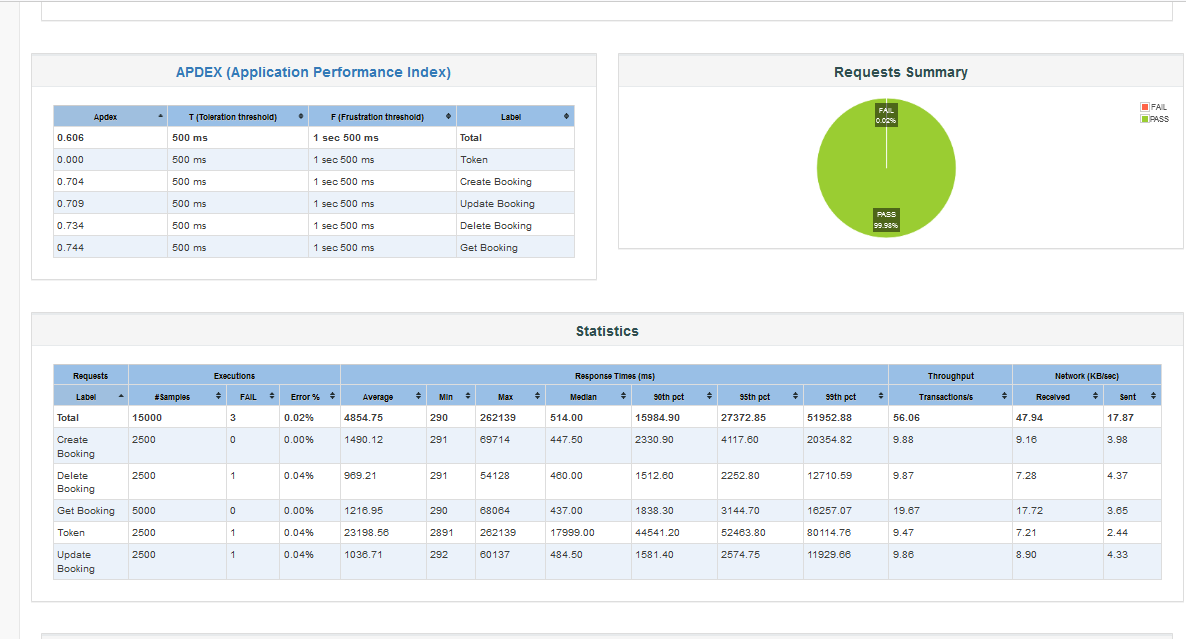 APDEX (Application Performance Index)
Apdex T (Toleration threshold) F (Frustration threshold) Label
0.606 500 ms 1 sec 500 ms Total
0.000 500 ms 1 sec 500 ms Token
0.704 500 ms 1 sec 500 ms Create Booking
0.709 500 ms 1 sec 500 ms Update Booking
0.734 500 ms 1 sec 500 ms Delete Booking
0.744 500 ms 1 sec 500 ms Get Booking
Requests Summary
FAIL
0.02%
PASS
99.98%
FAIL
PASS
Statistics
Requests Executions Response Times (ms) Throughput Network (KB/sec)
Label #Samples FAIL Error % Average Min Max Median 90th pct 95th pct 99th pct Transactions/s Received Sent
Total 15000 3 0.02% 4854.75 290 262139 514.00 15984.90 27372.85 51952.88 56.06 47.94 17.87
Create 2500 0 0.00% 1490.12 291 69714 447.50 2330.90 4117.60 20354.82 9.88 9.16 3.98
Booking
Delete 2500 1 0.04% 969.21 291 54128 460.00 1512.60 2252.80 12710.59 9.87 7.28 4.37
Booking
Get Booking 5000 0 0.00% 1216.95 290 68064 437.00 1838.30 3144.70 16257.07 19.67 17.72 3.65
Token 2500 1 0.04% 23198.56 2891 262139 17999.00 44541.20 52463.80 80114.76 9.47 7.21 2.44
Update 2500 1 0.04% 1036.71 292 60137 484.50 1581.40 2574.75 11929.66 9.86 8.90 4.33
Booking